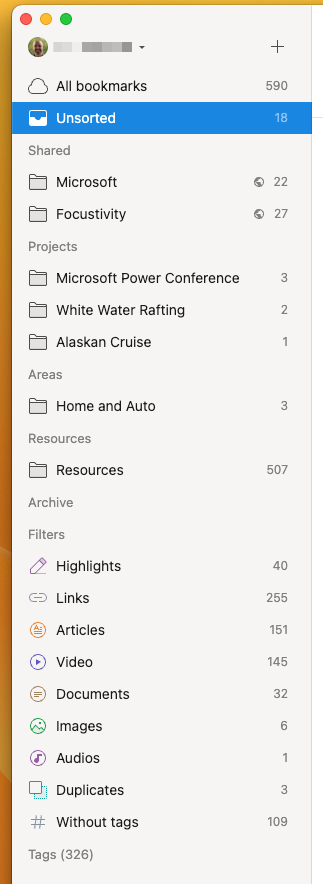 All bookmarks 590
Unsorted 18
Shared
Microsoft 22
Focustivity 27
Projects
Microsoft Power Conference 3
White Water Rafting 2
Alaskan Cruise 1
Areas
Home and Auto 3
Resources
Resources 507
Archive
Filters
Highlights 40
Links 255
Articles 151
Video 145
Documents 32
Images 6
Audios 1
Duplicates 3
Without tags 109
Tags (326)